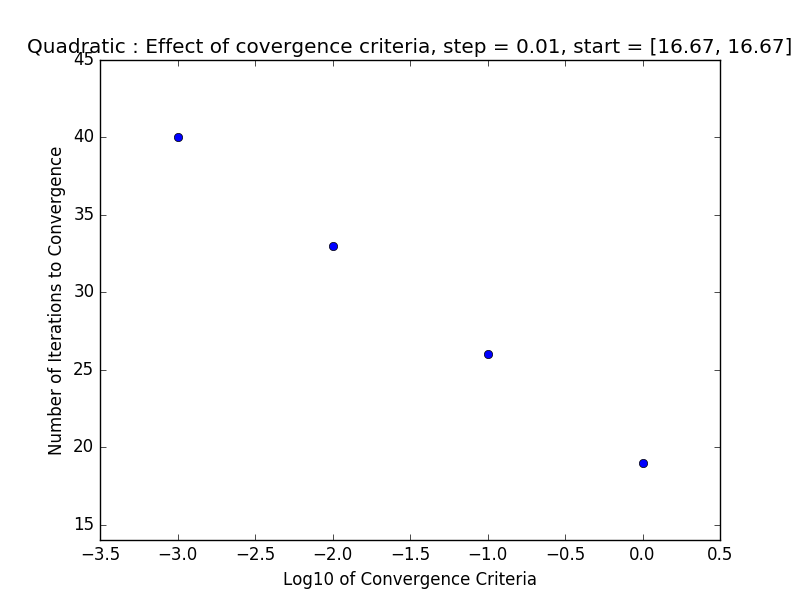 Quadratic : Effect of covergence criteria, step = 0.01, start = [16.67, 16.67]
45
40
35
30
25
20
15
Number of Iterions to Convergence
−3.5 −3.0 −2.5 −2.0 −1.5 −1.0 −0.5 0.0 0.5
Log10 of Convergence Criteria